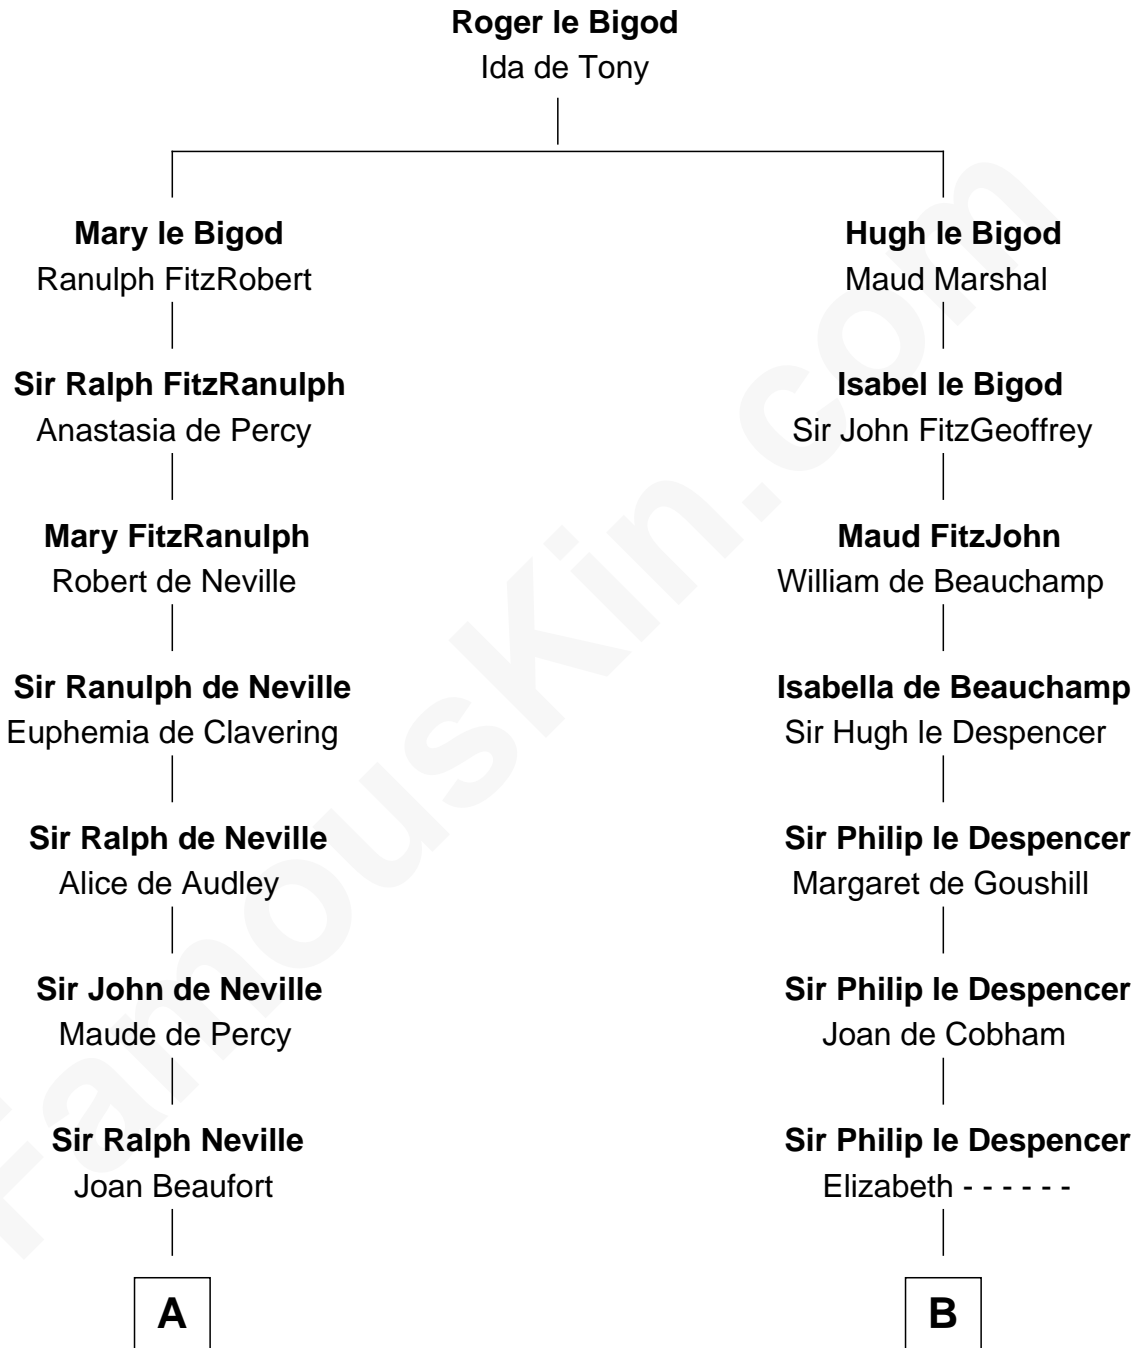 Roger le Bigod
Ida de Tony
Mary le Bigod
Ranulph FitzRobert
Hugh le Bigod
Maud Marshal
Sir Ralph FitzRanulph
Anastasia de Percy
Isabel le Bigod
Sir John FitzGeoffrey
Mary FitzRanulph
Robert de Neville
Maud FitzJohn
William de Beauchamp
Sir Ranulph de Neville
Euphemia de Clavering
Isabella de Beauchamp
Sir Hugh le Despencer
Sir Ralph de Neville
Alice de Audley
Sir Philip le Despencer
Margaret de Goushill
Sir John de Neville
Maude de Percy
Sir Philip le Despencer
Joan de Cobham
Sir Ralph Neville
Joan Beaufort
Sir Philip le Despencer
Elizabeth - - - - - -
A
B
FamousKin.com